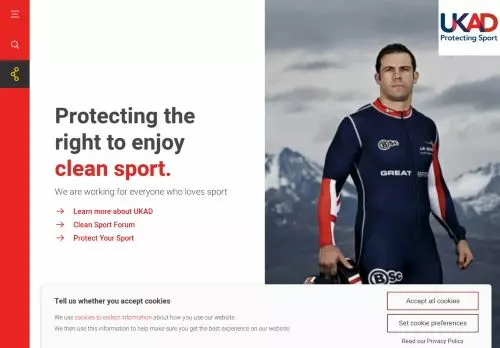 UKAD
Protecting Sport
Protecting the
right to enjoy
clean sport.
We are working for everyone who loves sport
Learn more about UKAD
Clean Sport Forum
Protect Your Sport
GREAT
BSC
BSC
Tell us whether you accept cookies
We use cookies to collect information about how you use our website.
We then use this information to help make sure you get the best experience on our website.
Accept all cookies
Set cookie preferences
Read our Privacy Policy